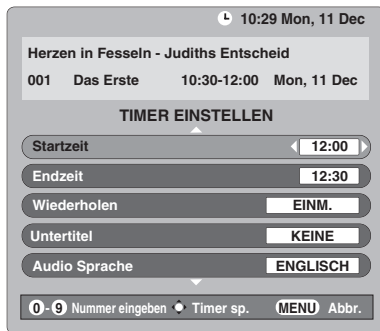 10:29 Mon, 11 Dec
Herzen in Fesseln - Judiths Entscheid
001 Das Erste 10:30-12:00 Mon, 11 Dec
TIMER EINSTELLEN
Startzeit 12:00
Endzeit 12:30
Wiederholen EINM.
Untertitel KEINE
Audio Sprache ENGLISCH
0-9 Nummer eingeben Timer sp. MENU Abbr.